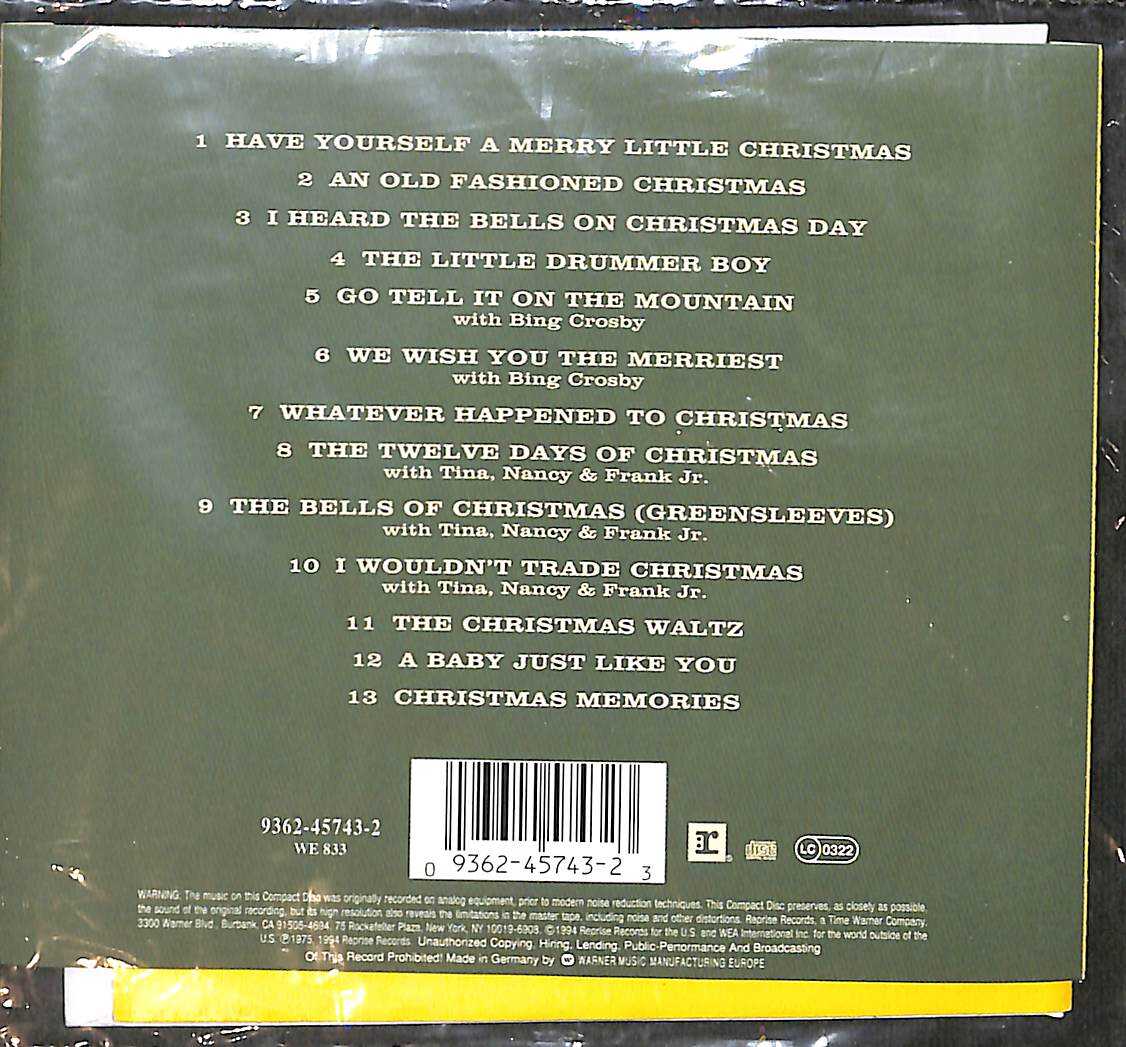 1 HAVE YOURSELF A MERRY LITTLE CHRISTMAS
2 AN OLD FASHIONED CHRISTMAS
3 I HEARD THE BELLS ON CHRISTMAS DAY
4 THE LITTLE DRUMMER BOY
5 GO TELL IT ON THE MOUNTAIN
with Bing Crosby
6 WE WISH YOU THE MERRIEST
with Bing Crosby
7 WHATEVER HAPPENED TO CHRISTMAS
8 THE TWELVE DAYS OF CHRISTMAS
with Tina, Nancy & Frank Jr.
9 THE BELLS OF CHRISTMAS (GREENSLEEVES)
with Tina, Nancy & Frank Jr.
10 I WOULDN'T TRADE CHRISTMAS
with Tina, Nancy & Frank Jr.
11 THE CHRISTMAS WALTZ
12 A BABY JUST LIKE YOU
13 CHRISTMAS MEMORIES
9362-45743-2
WE 833
0 9362-45743-2 3
r ®
disc
LC 0322
WARNING: The music on this Compact Disc was originally recorded on analog equipment, prior to modern noise reduction techniques. This Compact Disc preserves, as closely as possible,
the sound of the original recording, but its high resolution also reveals the limitations in the master tape, including noise and other distortions. Reprise Records, a Time Warner Company,
3300 Warner Blvd., Burbank, CA 91505-4694, 75 Rockefeller Plaza, New York, NY 10019-6908. ©1994 Reprise Records for the U.S. and WEA International Inc. for the world outside of the
U.S. ℗1975, 1994 Reprise Records. Unauthorized Copying, Hiring, Lending, Public-Performance And Broadcasting
Of This Record Prohibited! Made in Germany by W WARNER MUSIC MANUFACTURING EUROPE